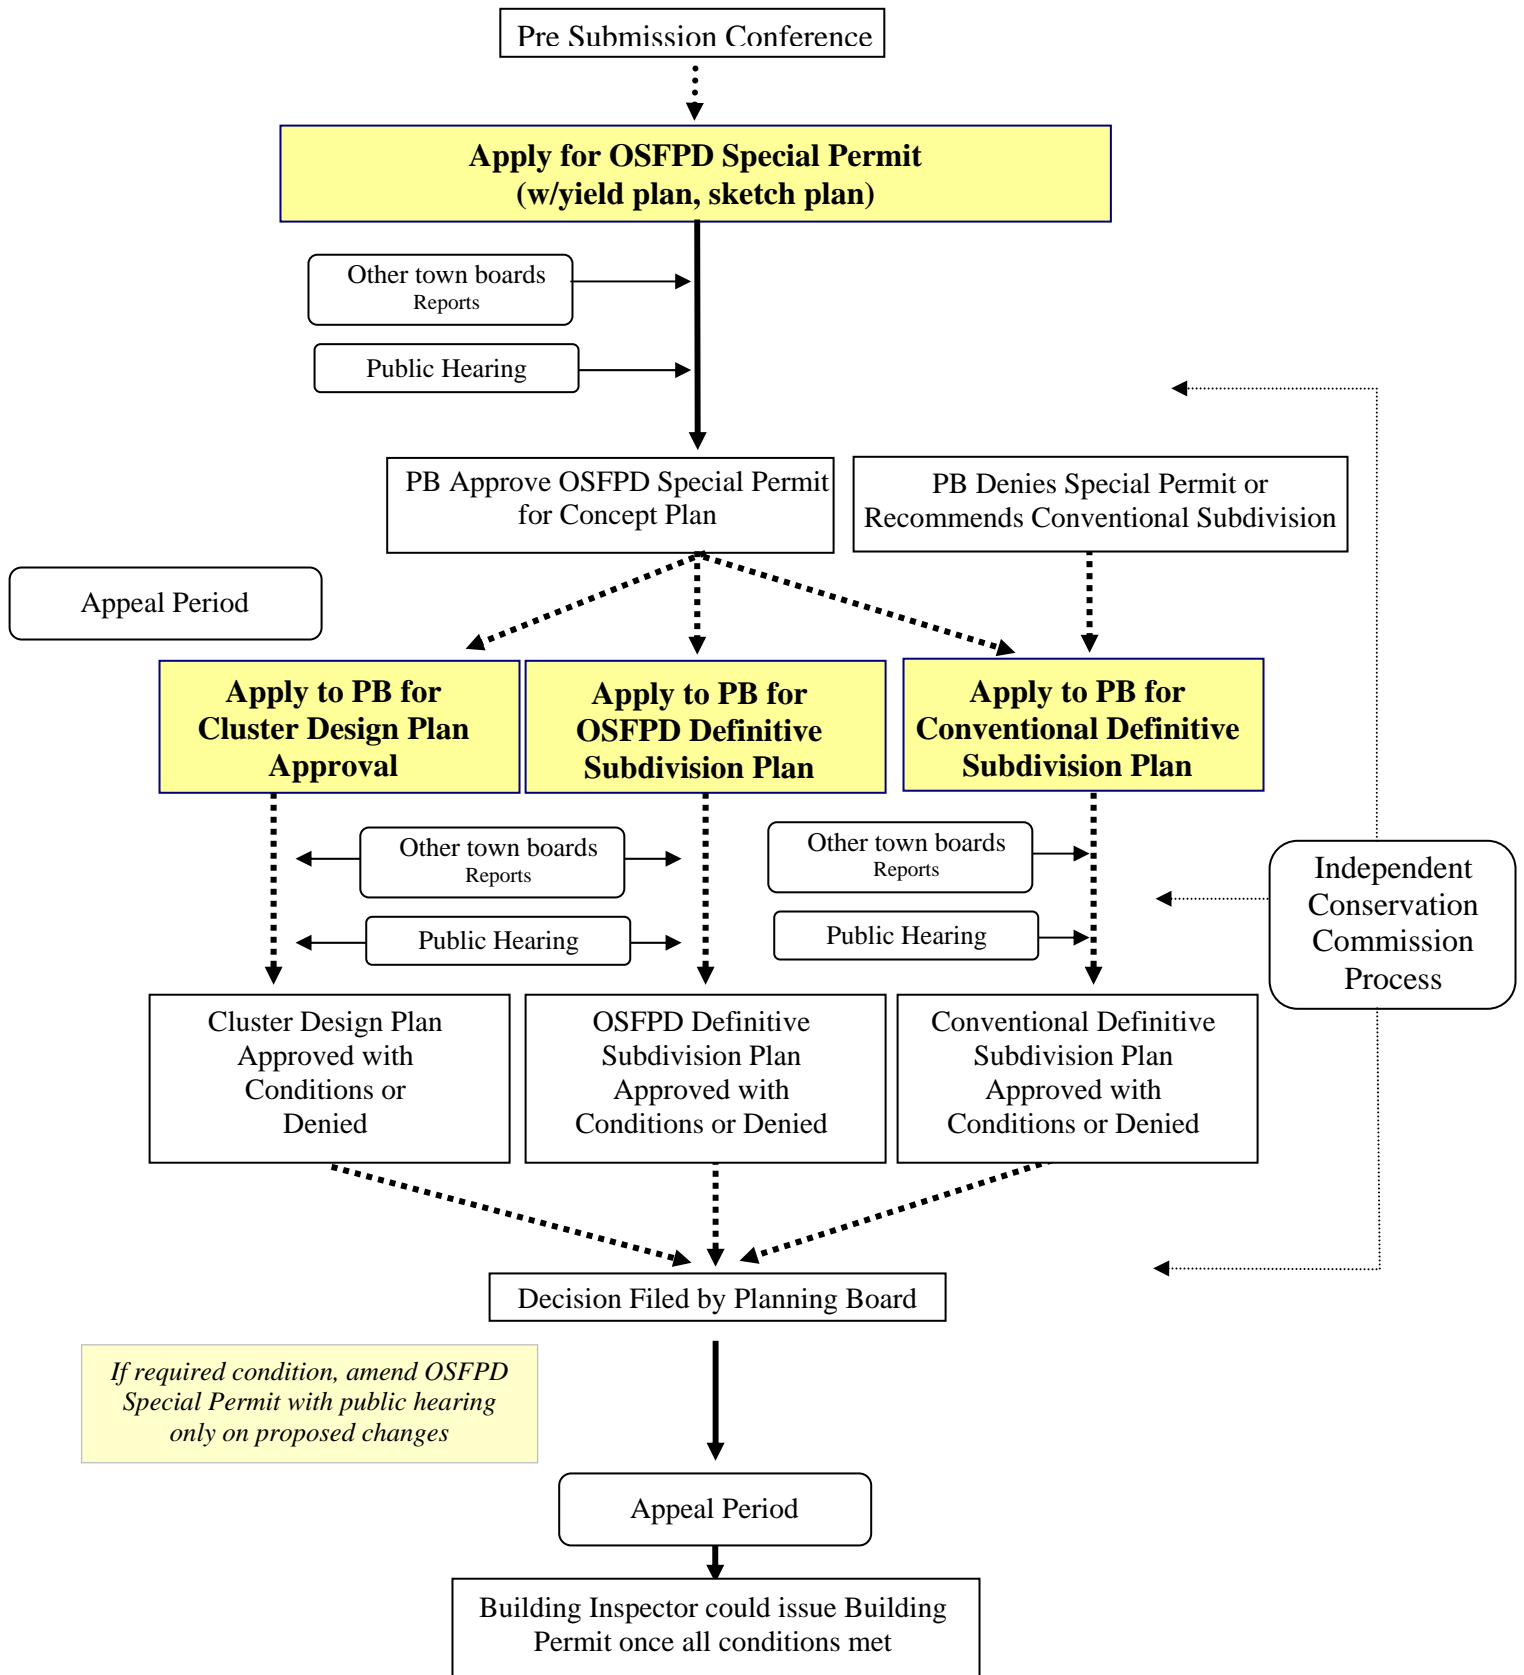 Pre Submission Conference
Apply for OSFPD Special Permit
(w/yield plan, sketch plan)
Other town boards
Reports
Public Hearing
PB Approve OSFPD Special Permit
for Concept Plan
PB Denies Special Permit or
Recommends Conventional Subdivision
Appeal Period
Apply to PB for
Cluster Design Plan
Approval
Apply to PB for
OSFPD Definitive
Subdivision Plan
Apply to PB for
Conventional Definitive
Subdivision Plan
Other town boards
Reports
Public Hearing
Other town boards
Reports
Public Hearing
Independent
Conservation
Commission
Process
Cluster Design Plan
Approved with
Conditions or
Denied
OSFPD Definitive
Subdivision Plan
Approved with
Conditions or Denied
Conventional Definitive
Subdivision Plan
Approved with
Conditions or Denied
Decision Filed by Planning Board
If required condition, amend OSFPD
Special Permit with public hearing
only on proposed changes
Appeal Period
Building Inspector could issue Building
Permit once all conditions met